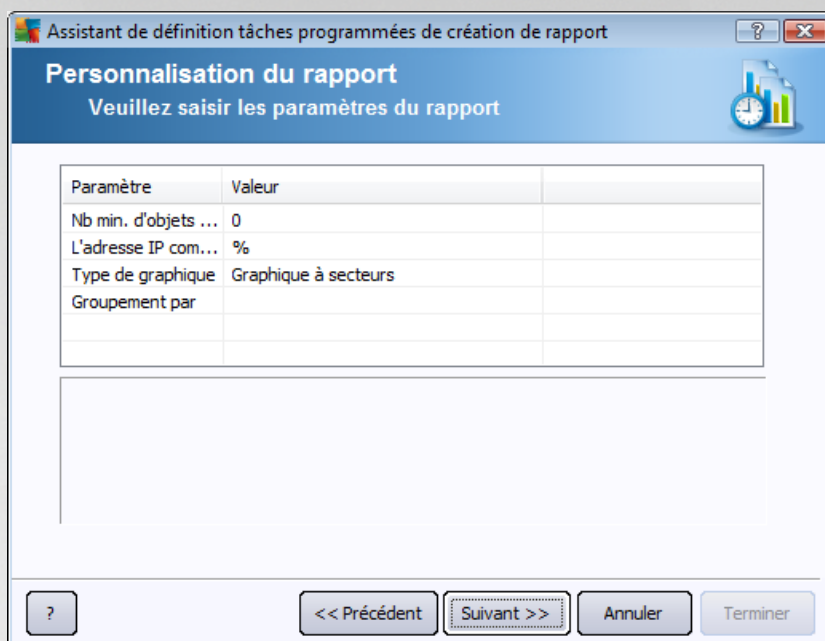 Assistant de définition tâches programmées de création de rapport
Personnalisation du rapport
Veuillez saisir les paramètres du rapport
Paramètre Valeur
Nb min. d'objets ... 0
L'adresse IP com... %
Type de graphique Graphique à secteurs
Groupement par
? << Précédent Suivant >> Annuler Terminer